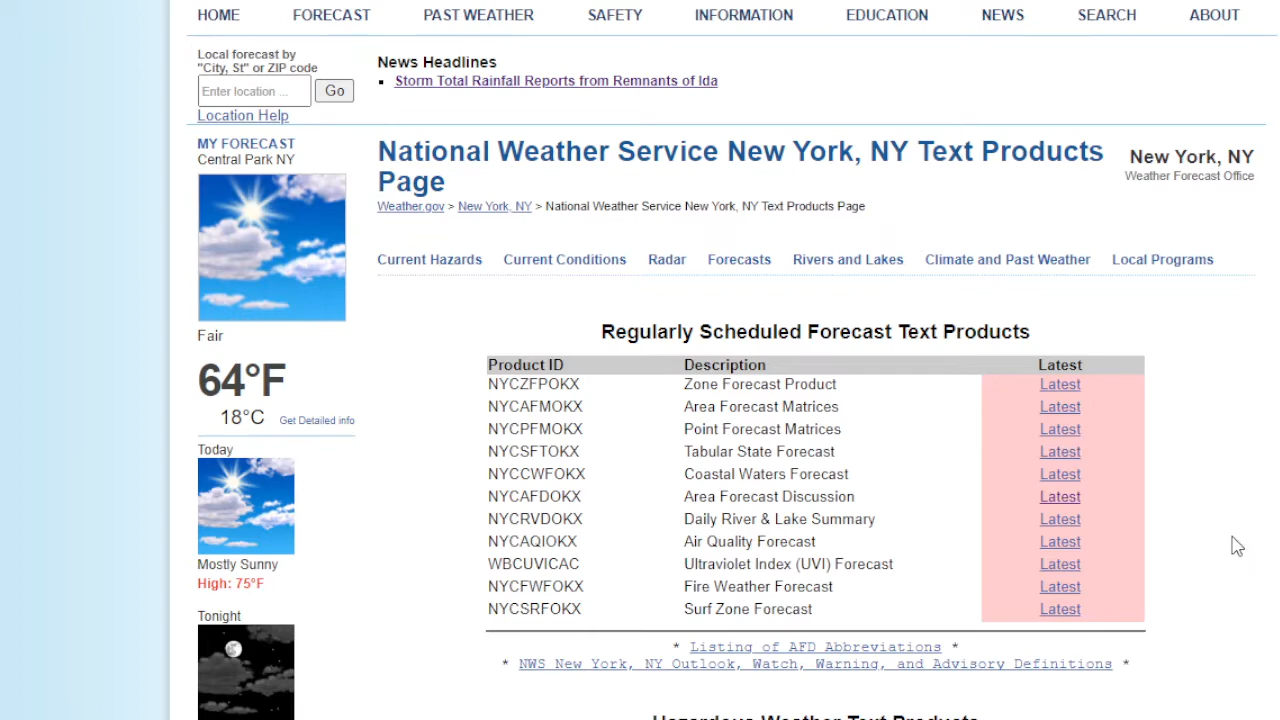 HOME FORECAST PAST WEATHER SAFETY INFORMATION EDUCATION NEWS SEARCH ABOUT
Local forecast by
"City, St" or ZIP code
Enter location ... Go
Location Help
News Headlines
Storm Total Rainfall Reports from Remnants of Ida
MY FORECAST
Central Park NY
Fair
64°F
18°C Get Detailed info
Today
Mostly Sunny
High: 75°F
Tonight
National Weather Service New York, NY Text Products
Page
New York, NY
Weather Forecast Office
Weather.gov > New York, NY > National Weather Service New York, NY Text Products Page
Current Hazards Current Conditions Radar Forecasts Rivers and Lakes Climate and Past Weather Local Programs
Regularly Scheduled Forecast Text Products
Product ID Description Latest
NYCZFPOKX Zone Forecast Product Latest
NYCAFMOKX Area Forecast Matrices Latest
NYCPFMOKX Point Forecast Matrices Latest
NYCSFTOKX Tabular State Forecast Latest
NYCCWFOKX Coastal Waters Forecast Latest
NYCAFDOKX Area Forecast Discussion Latest
NYCRVDOKX Daily River & Lake Summary Latest
NYCAQIOKX Air Quality Forecast Latest
WBCUVICAC Ultraviolet Index (UVI) Forecast Latest
NYCFWFOKX Fire Weather Forecast Latest
NYCSRFOKX Surf Zone Forecast Latest
* Listing of AFD Abbreviations *
* NWS New York, NY Outlook, Watch, Warning, and Advisory Definitions *
Hazardous Weather Text Products